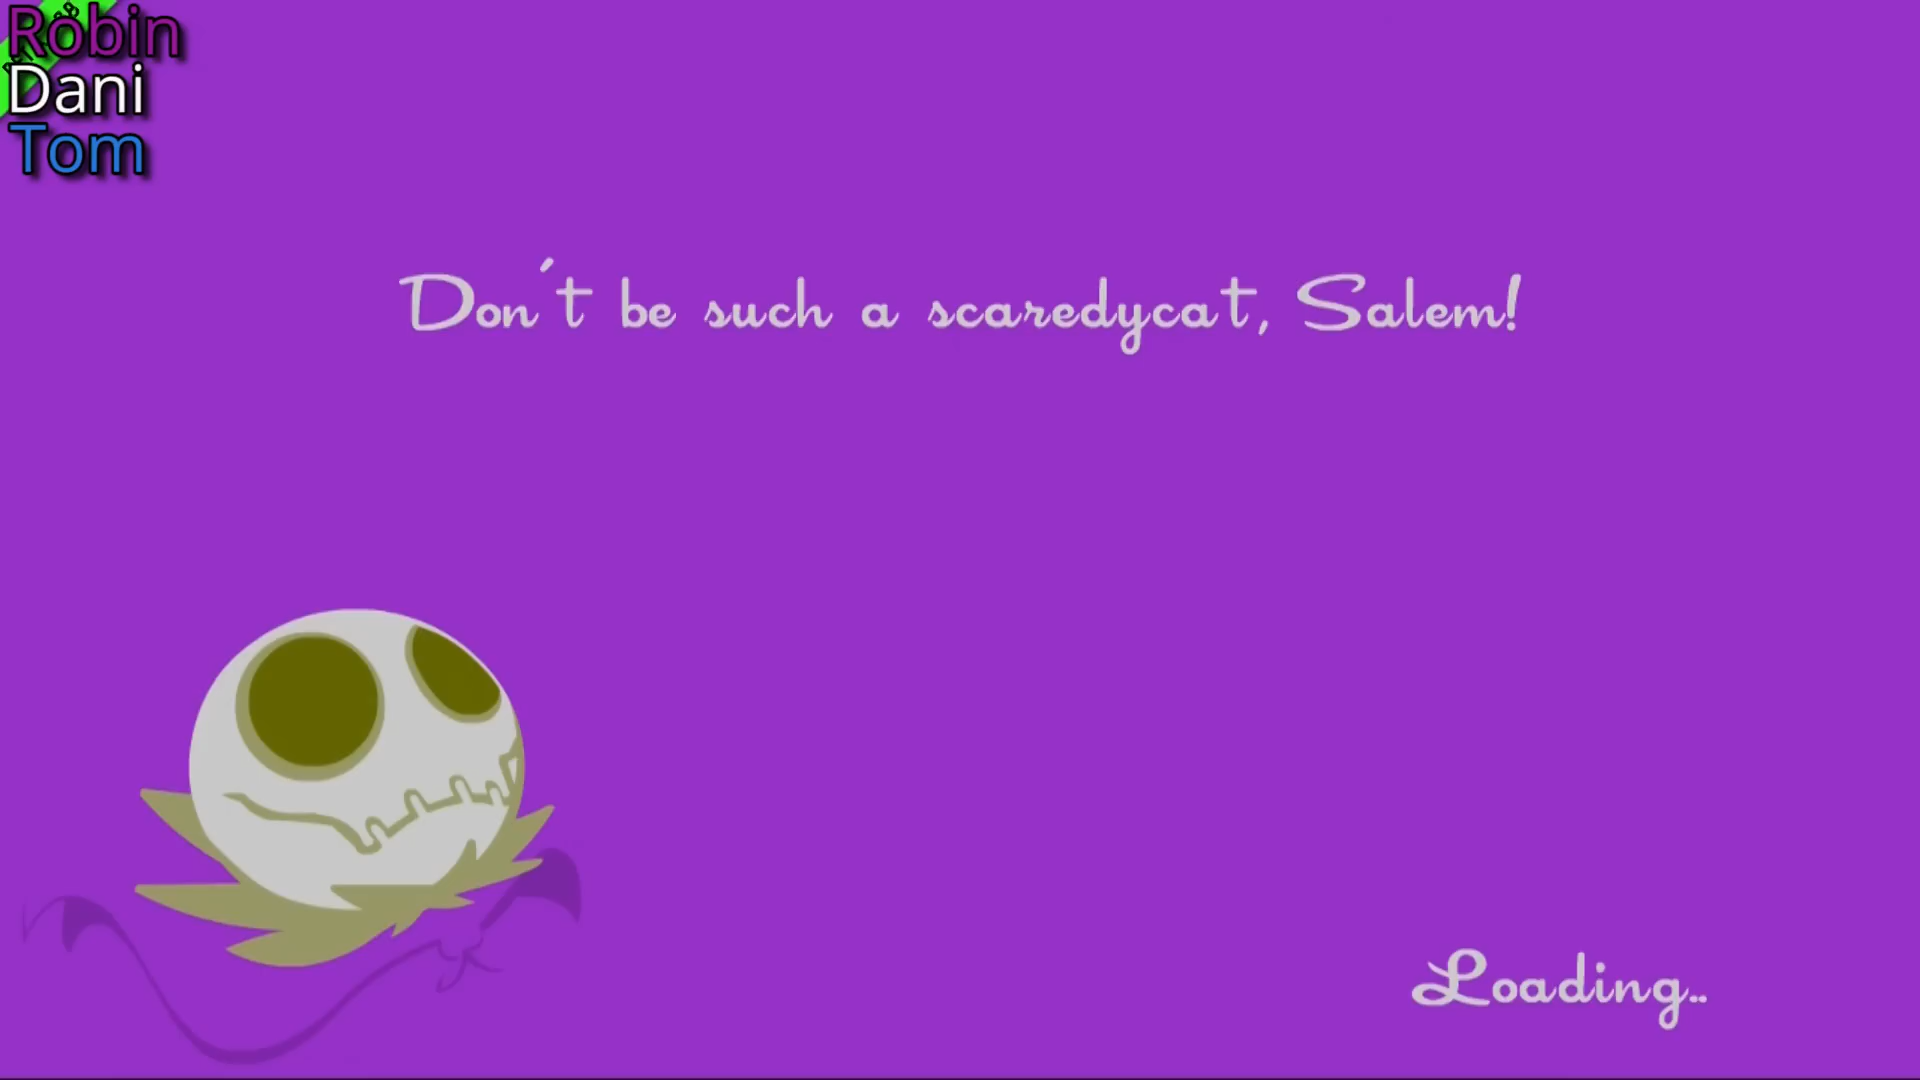 Robin
Dani
Tom
Don´t be such a scaredycat, Salem!
Loading..